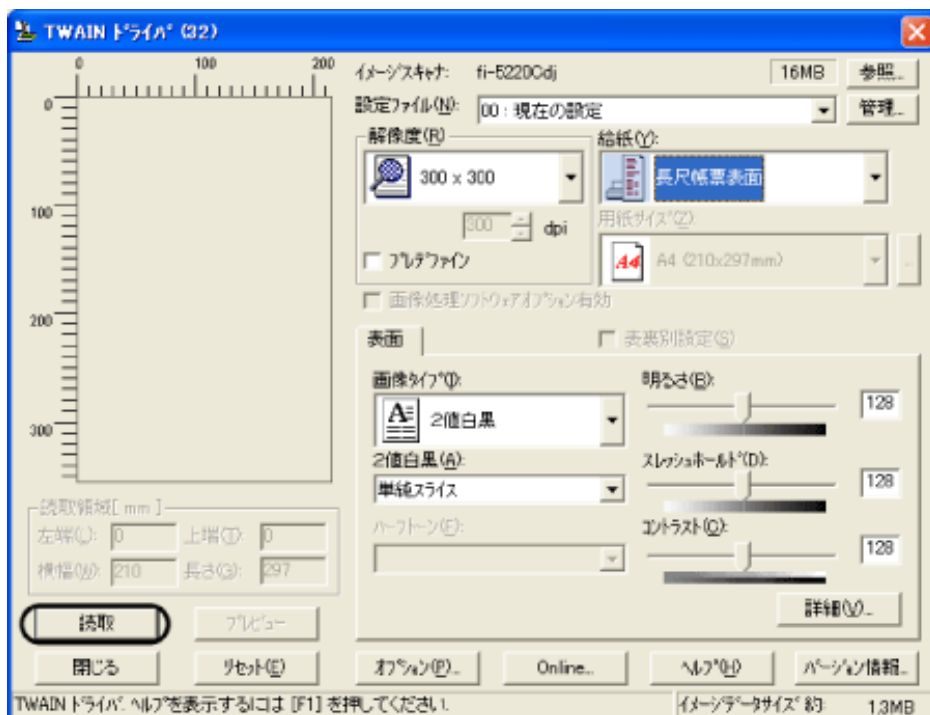 TWAIN ﾄﾞﾗｲﾊﾞ (32)
0 100 200
ｲﾒｰｼﾞｽｷｬﾅ: fi-5220Cdj 16MB 参照...
設定ﾌｧｲﾙ(N): 00 : 現在の設定 管理...
解像度(R) 給紙(Y):
300 x 300 長尺帳票表面
300 dpi 用紙ｻｲｽﾞ(Z):
ﾌﾟﾚﾃﾞﾌｧｲﾝ A4 A4 (210x297mm) ...
画像処理ｿﾌﾄｳｪｱｵﾌﾟｼｮﾝ有効
0
100
200
300
表面 表裏別設定(S)
画像ﾀｲﾌﾟ(I): 明るさ(B):
A 2値白黒 128
2値白黒(A): ｽﾚｯｼｭﾎｰﾙﾄﾞ(D):
単純ｽﾗｲｽ 128
ﾊｰﾌﾄｰﾝ(F): ｺﾝﾄﾗｽﾄ(C):
128
詳細(V)...
読取領域[ mm ]
左端(L): 0 上端(T): 0
横幅(W): 210 長さ(G): 297
読取 ﾌﾟﾚﾋﾞｭｰ
閉じる ﾘｾｯﾄ(E) ｵﾌﾟｼｮﾝ(P)... Online... ﾍﾙﾌﾟ(H) ﾊﾞｰｼﾞｮﾝ情報...
TWAIN ﾄﾞﾗｲﾊﾞ. ﾍﾙﾌﾟを表示するには [F1] を押してください. ｲﾒｰｼﾞﾃﾞｰﾀｻｲｽﾞ 約: 1.3MB